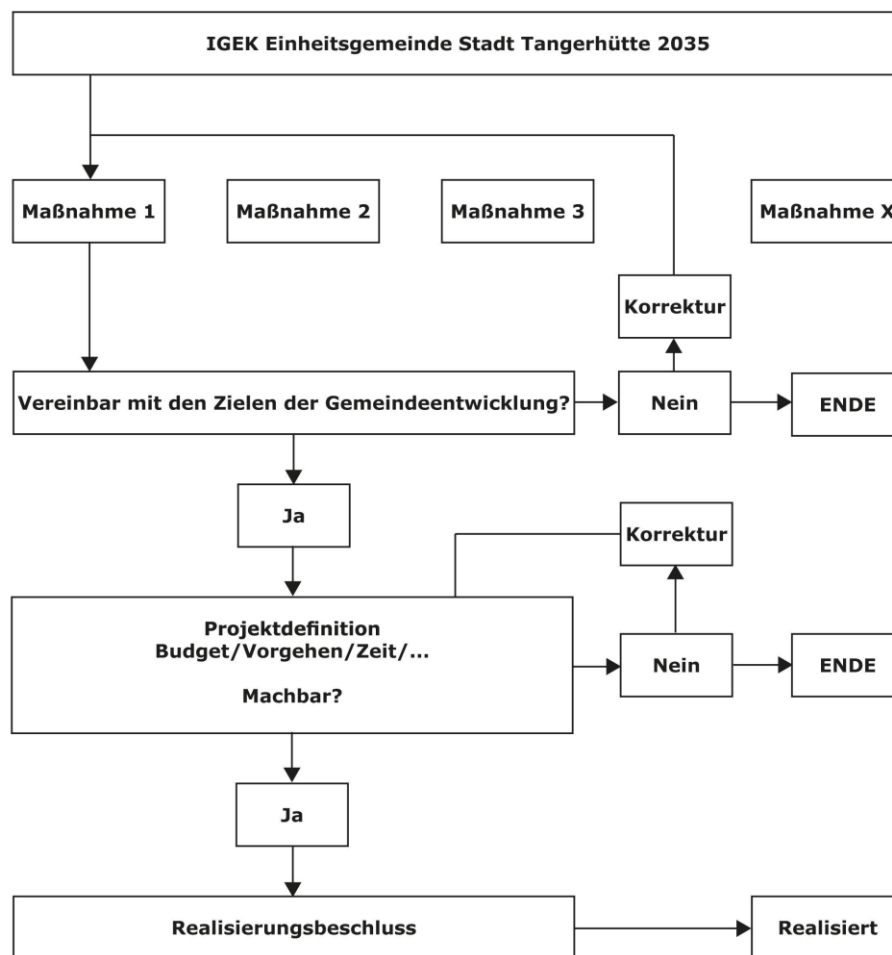 IGEK Einheitsgemeinde Stadt Tangerhütte 2035
Maßnahme 1
Maßnahme 2
Maßnahme 3
Maßnahme X
Korrektur
Vereinbar mit den Zielen der Gemeindeentwicklung?
Nein
ENDE
Ja
Korrektur
Projektdefinition
Budget/Vorgehen/Zeit/...
Machbar?
Nein
ENDE
Ja
Realisierungsbeschluss
Realisiert